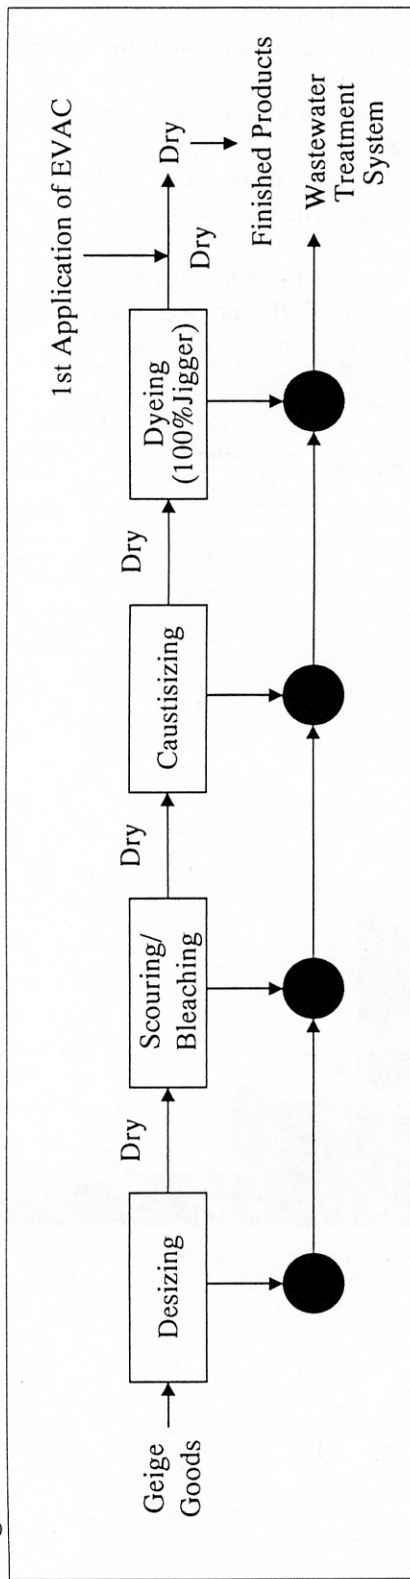 1st Application of EVAC
Geige
Goods
Desizing
Dry
Scouring/
Bleaching
Dry
Caustisizing
Dry
Dyeing
(100%Jigger)
Dry
Dry
Finished Products
Wastewater
Treatment
System